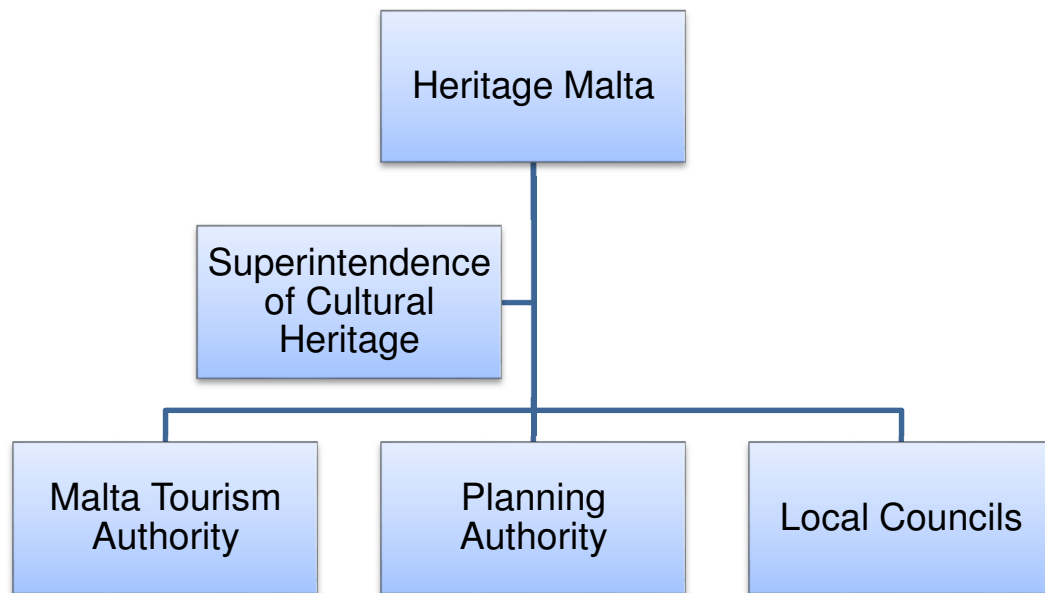 Heritage Malta
Superintendence
of Cultural
Heritage
Malta Tourism
Authority
Planning
Authority
Local Councils